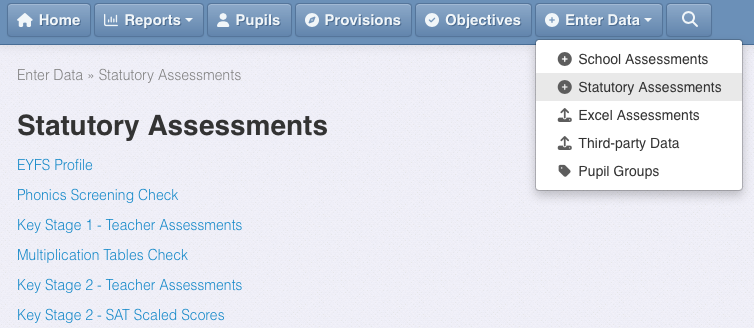 Home Reports Pupils Provisions Objectives Enter Data
School Assessments
Statutory Assessments
Excel Assessments
Third-party Data
Pupil Groups
Enter Data » Statutory Assessments
Statutory Assessments
EYFS Profile
Phonics Screening Check
Key Stage 1 - Teacher Assessments
Multiplication Tables Check
Key Stage 2 - Teacher Assessments
Key Stage 2 - SAT Scaled Scores